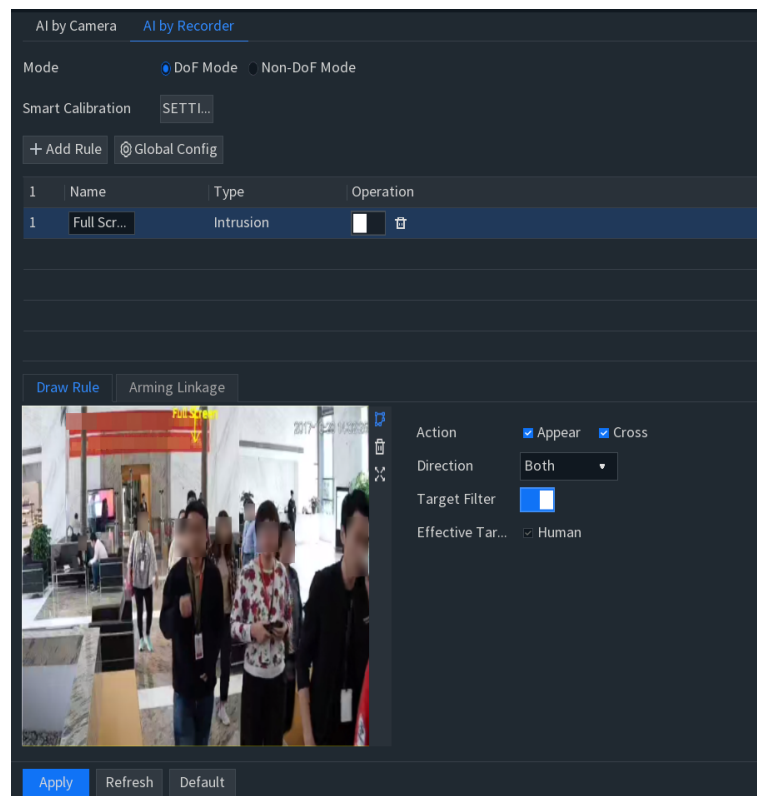 AI by Camera AI by Recorder
Mode DoF Mode Non-DoF Mode
Smart Calibration SETTI...
Add Rule Global Config
1 Name Type Operation
1 Full Scr... Intrusion
Draw Rule Arming Linkage
Full Screen
Action Appear Cross
Direction Both
Target Filter
Effective Tar... Human
Apply Refresh Default